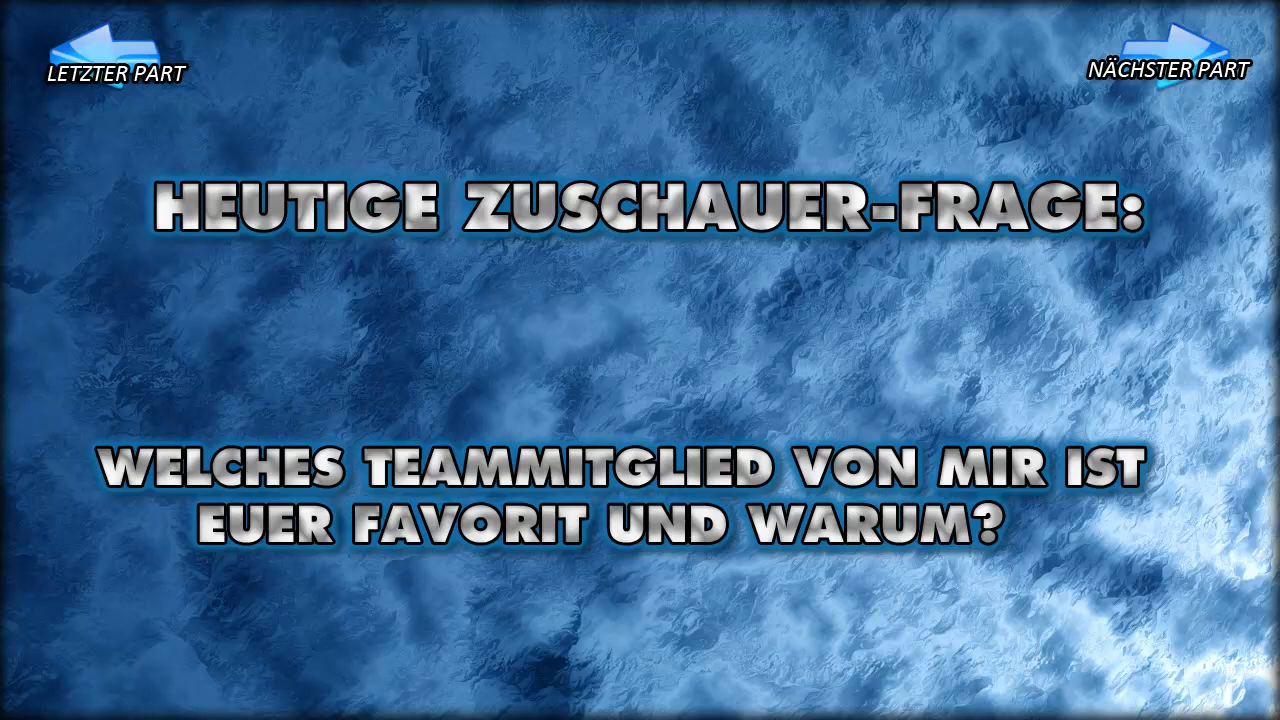 LETZTER PART
NÄCHSTER PART
HEUTIGE ZUSCHAUER-FRAGE:
WELCHES TEAMMITGLIED VON MIR IST
EUER FAVORIT UND WARUM?